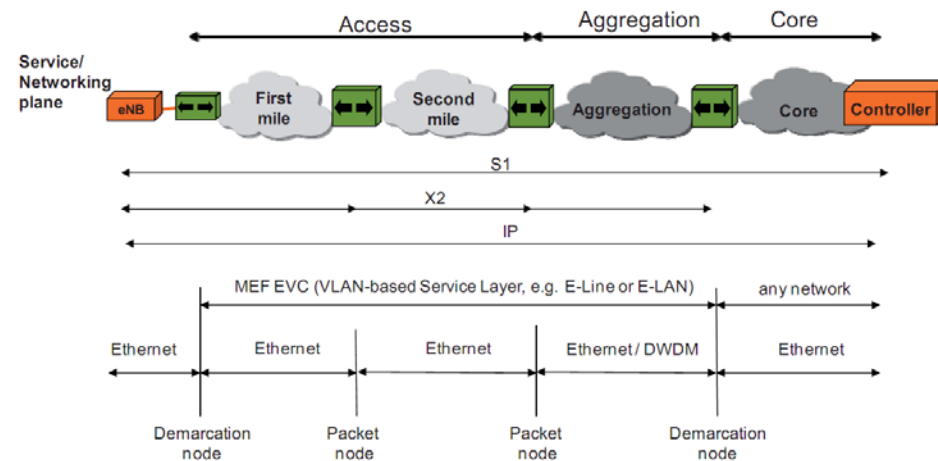 Access
Aggregation
Core
Service/
Networking
plane
eNB
First
mile
Second
mile
Aggregation
Core
Controller
S1
X2
IP
MEF EVC (VLAN-based Service Layer, e.g. E-Line or E-LAN)
any network
Ethernet
Ethernet
Ethernet
Ethernet / DWDM
Ethernet
Demarcation
node
Packet
node
Packet
node
Demarcation
node